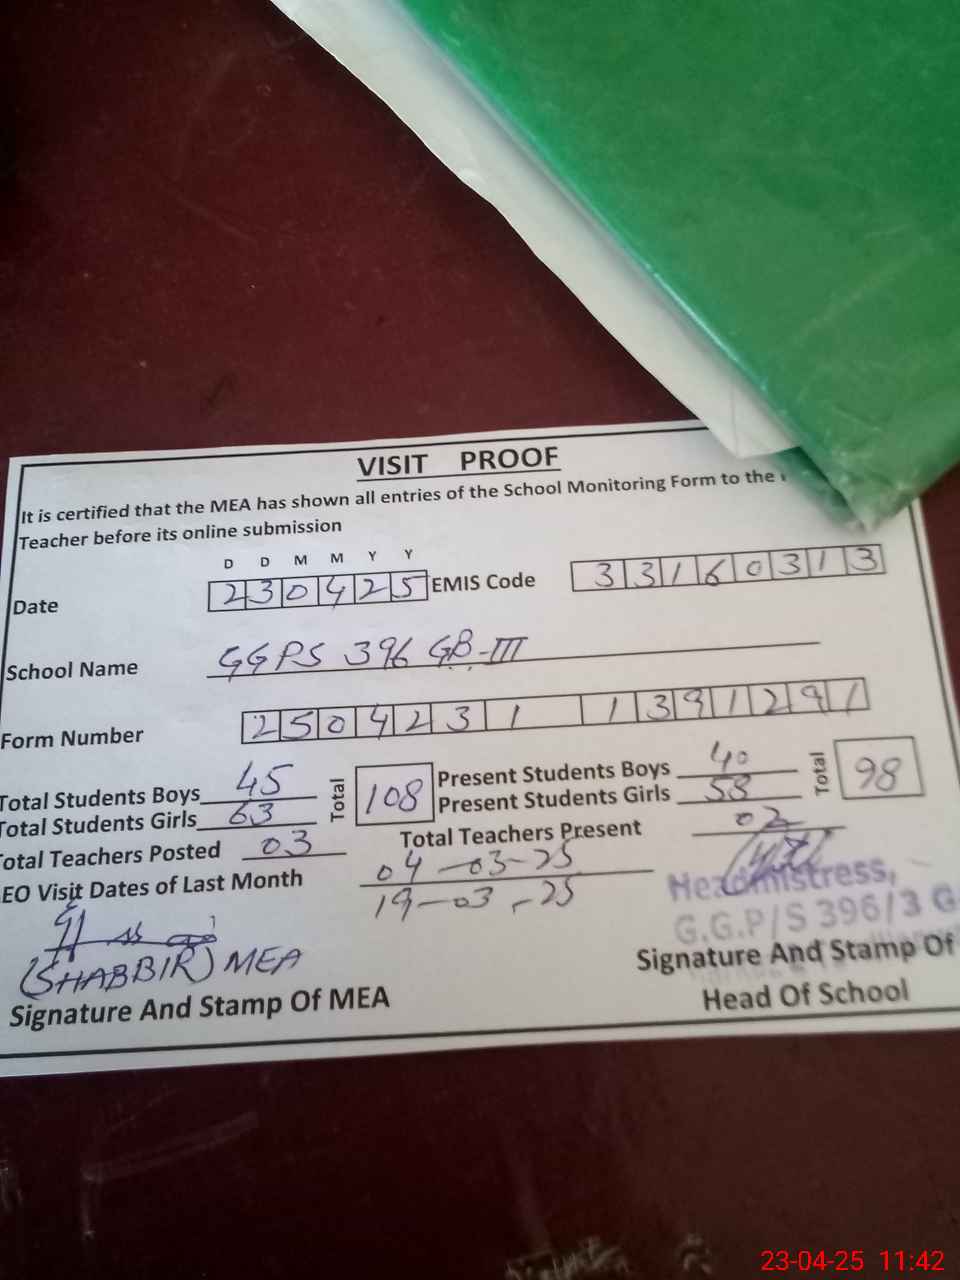 VISIT PROOF
It is certified that the MEA has shown all entries of the School Monitoring Form to the
Teacher before its online submission
D D M M Y Y
Date 230425 EMIS Code 33160313
School Name GGPS 396 GB-III
Form Number 2504231 1391291
Total Students Boys 45 Total 108 Present Students Boys 40 Total 98
Total Students Girls 63 Present Students Girls 58
Total Teachers Posted 03 Total Teachers Present 02
EO Visit Dates of Last Month 04-03-25
19-03-25
Headmistress,
G.G.P/S 396/3 G
(SHABBIR) MEA
Signature And Stamp Of MEA
Signature And Stamp Of
Head Of School
23-04-25 11:42